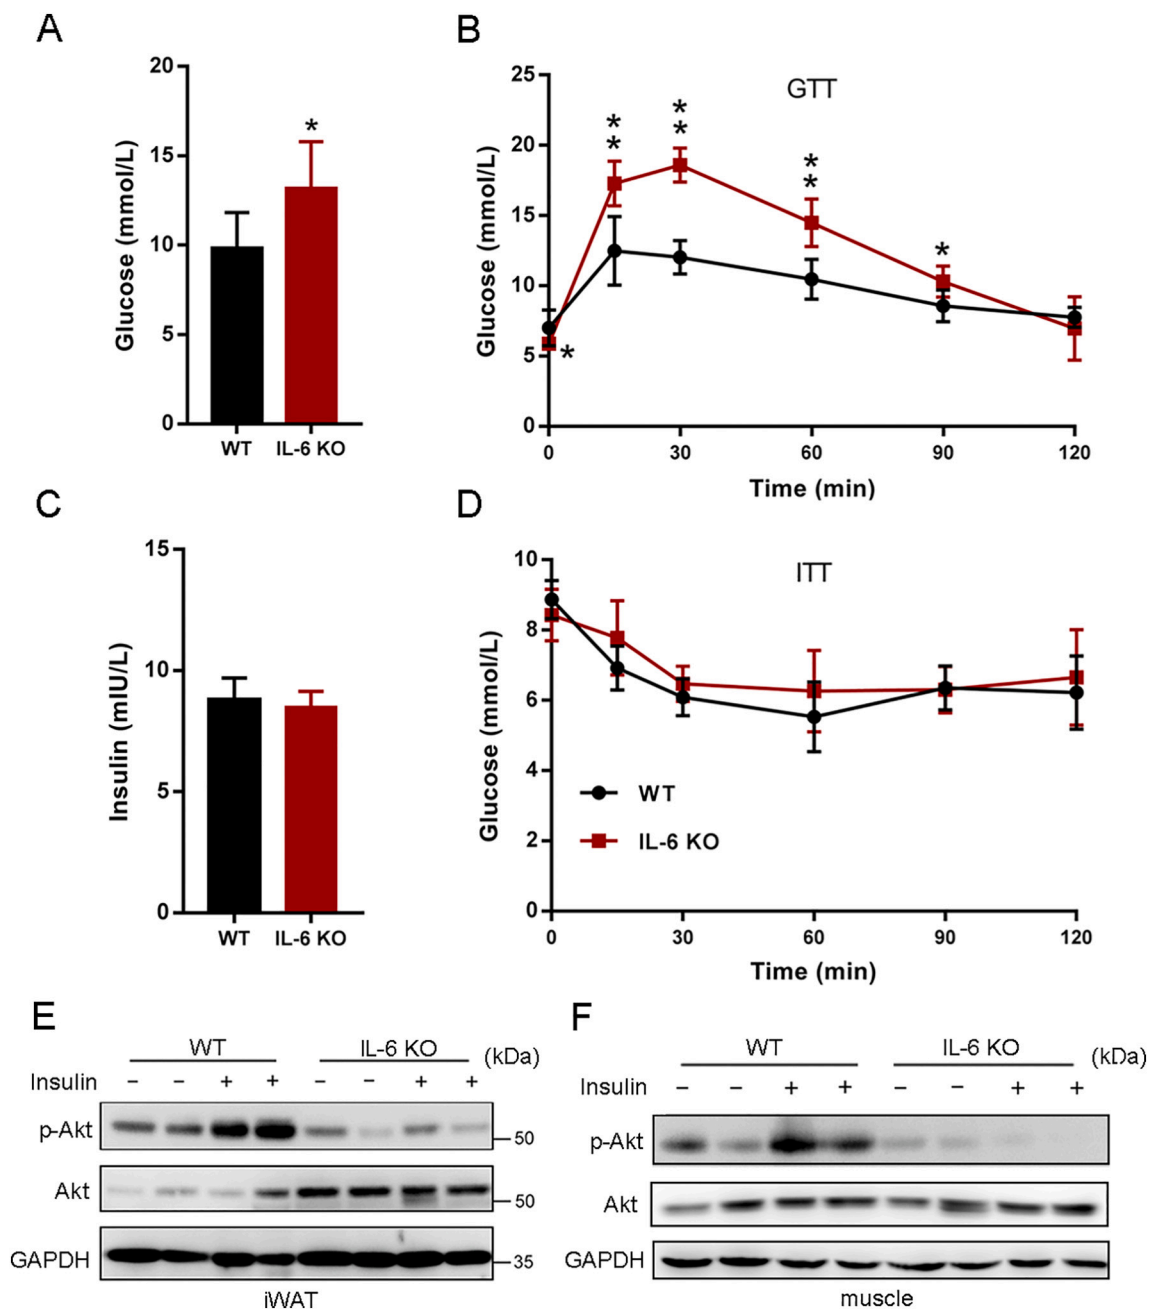 A
Glucose (mmol/L)
20
15
10
5
0
*
WT
IL-6 KO
B
GTT
Glucose (mmol/L)
25
20
15
10
5
0
*
*
*
*
*
*
*
*
0
30
60
90
120
Time (min)
C
Insulin (mIU/L)
15
10
5
0
WT
IL-6 KO
D
ITT
Glucose (mmol/L)
10
8
6
4
2
0
WT
IL-6 KO
0
30
60
90
120
Time (min)
E
WT
IL-6 KO
(kDa)
Insulin − − + + − − + +
p-Akt
50
Akt
50
GAPDH
35
iWAT
F
WT
IL-6 KO
(kDa)
Insulin − − + + − − + +
p-Akt
Akt
GAPDH
muscle